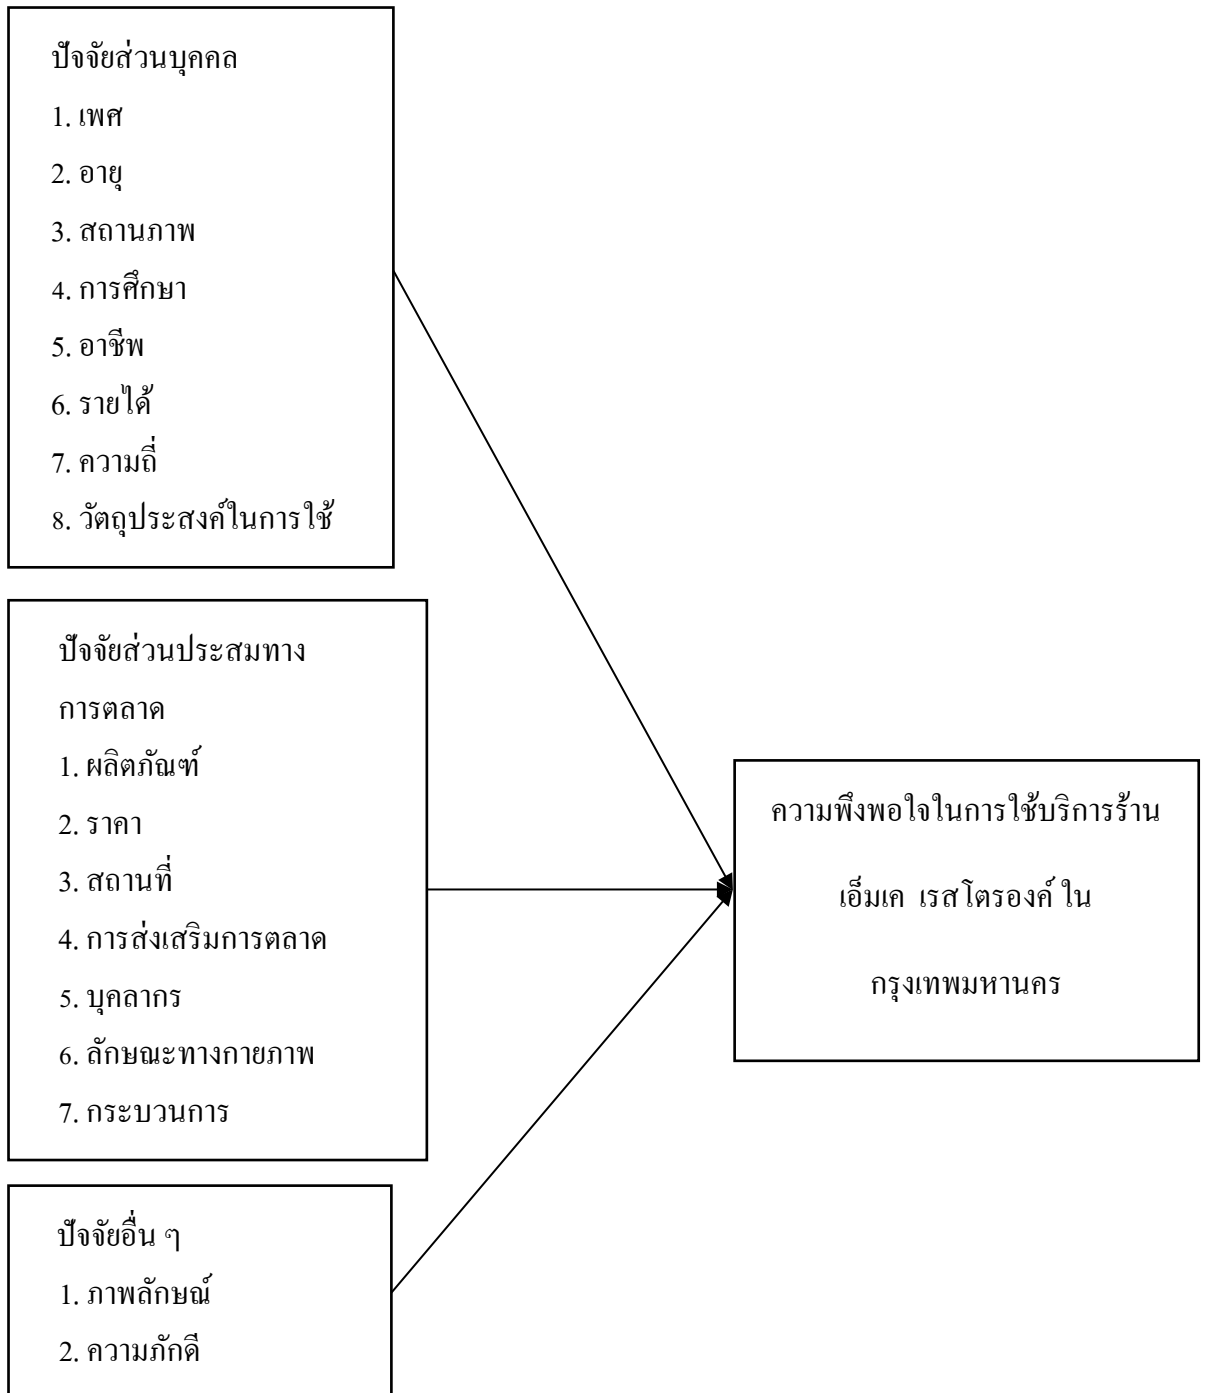 ปัจจัยส่วนบุคคล
1. เพศ
2. อายุ
3. สถานภาพ
4. การศึกษา
5. อาชีพ
6. รายได้
7. ความถี่
8. วัตถุประสงค์ในการใช้
ปัจจัยส่วนประสมทาง
การตลาด
1. ผลิตภัณฑ์
2. ราคา
3. สถานที่
4. การส่งเสริมการตลาด
5. บุคลากร
6. ลักษณะทางกายภาพ
7. กระบวนการ
ปัจจัยอื่น ๆ
1. ภาพลักษณ์
2. ความภักดี
ความพึงพอใจในการใช้บริการร้าน
เอ็มเค เรสโตรองค์ ใน
กรุงเทพมหานคร